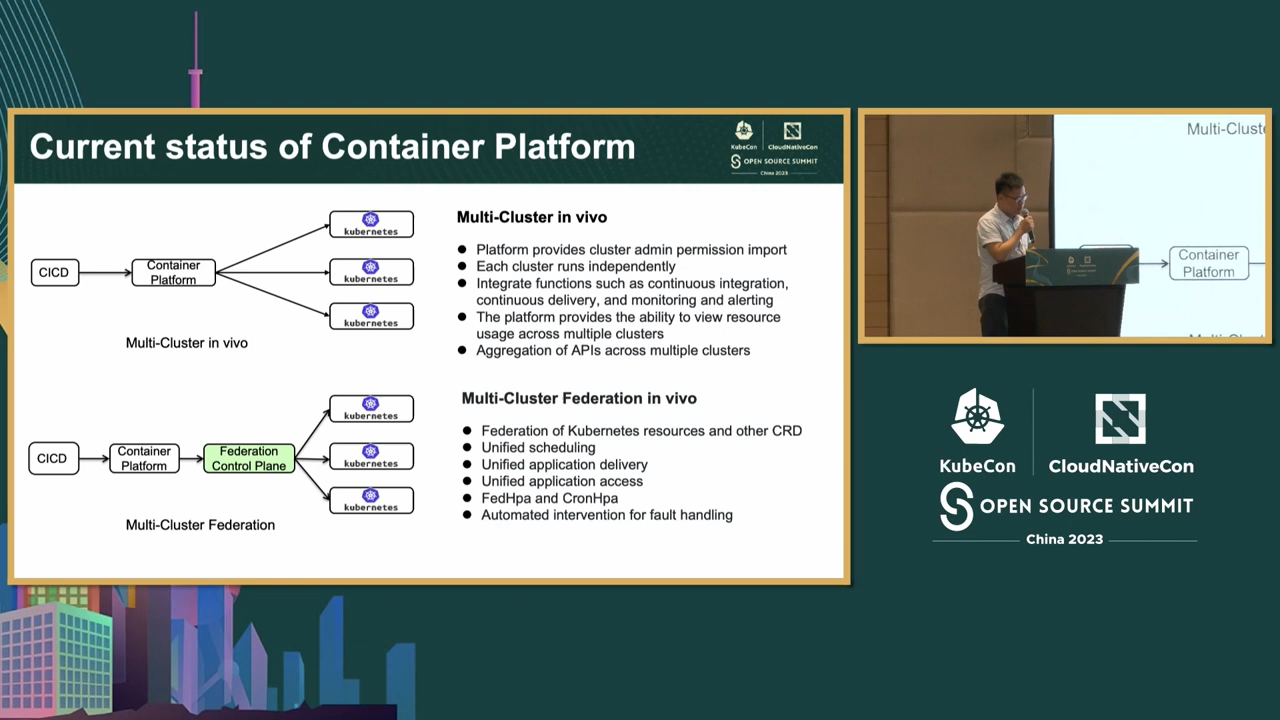 Current status of Container Platform
KubeCon
CloudNativeCon
OPEN SOURCE SUMMIT
China 2023
CICD
Container
Platform
kubernetes
kubernetes
kubernetes
Multi-Cluster in vivo
Multi-Cluster in vivo
Platform provides cluster admin permission import
Each cluster runs independently
Integrate functions such as continuous integration,
continuous delivery, and monitoring and alerting
The platform provides the ability to view resource
usage across multiple clusters
Aggregation of APIs across multiple clusters
CICD
Container
Platform
Federation
Control Plane
kubernetes
kubernetes
kubernetes
Multi-Cluster Federation
Multi-Cluster Federation in vivo
Federation of Kubernetes resources and other CRD
Unified scheduling
Unified application delivery
Unified application access
FedHpa and CronHpa
Automated intervention for fault handling
Multi-Cluste
Container
Platform
KubeCon
CloudNativeCon
OPEN SOURCE SUMMIT
China 2023